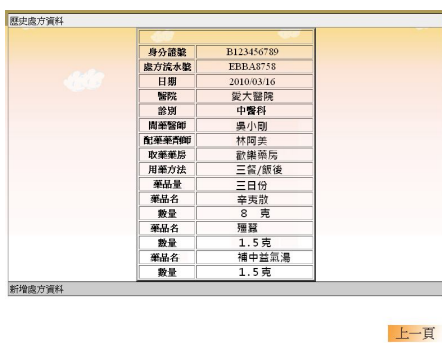 歷史處方資料
身分證號 B123456789
處方流水號 EBBA8758
日期 2010/03/16
醫院 愛大醫院
診別 中醫科
開藥醫師 吳小剛
配藥藥劑師 林阿美
取藥藥房 歡樂藥房
用藥方法 三餐/飯後
藥品量 三日份
藥品名 辛夷散
數量 8 克
藥品名 殭蠶
數量 1.5克
藥品名 補中益氣湯
數量 1.5克
新增處方資料
上一頁